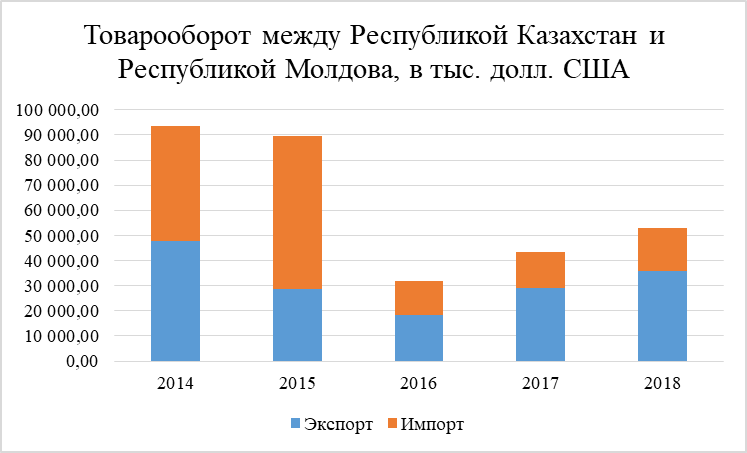 Товарооборот между Республикой Казахстан и
Республикой Молдова, в тыс. долл. США
100 000,00
90 000,00
80 000,00
70 000,00
60 000,00
50 000,00
40 000,00
30 000,00
20 000,00
10 000,00
0,00
2014 2015 2016 2017 2018
Экспорт Импорт